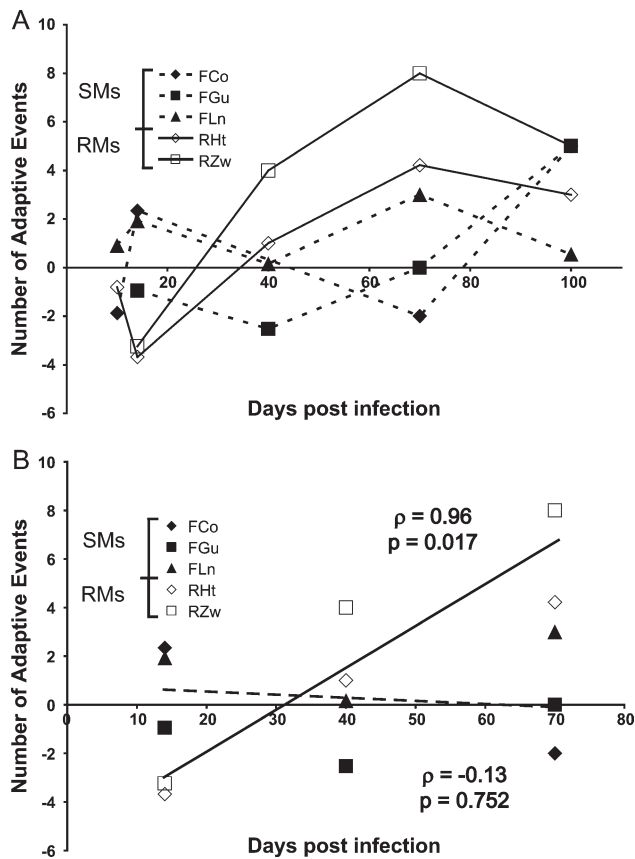 A
10
8
6
4
2
0
-2
-4
-6
Number of Adaptive Events
SMs
RMs
FCo
FGu
FLn
RHt
RZw
20
40
60
80
100
Days post infection
B
10
8
6
4
2
0
-2
-4
-6
Number of Adaptive Events
SMs
RMs
FCo
FGu
FLn
RHt
RZw
ρ = 0.96
p = 0.017
0
10
20
30
40
50
60
70
80
ρ = -0.13
p = 0.752
Days post infection